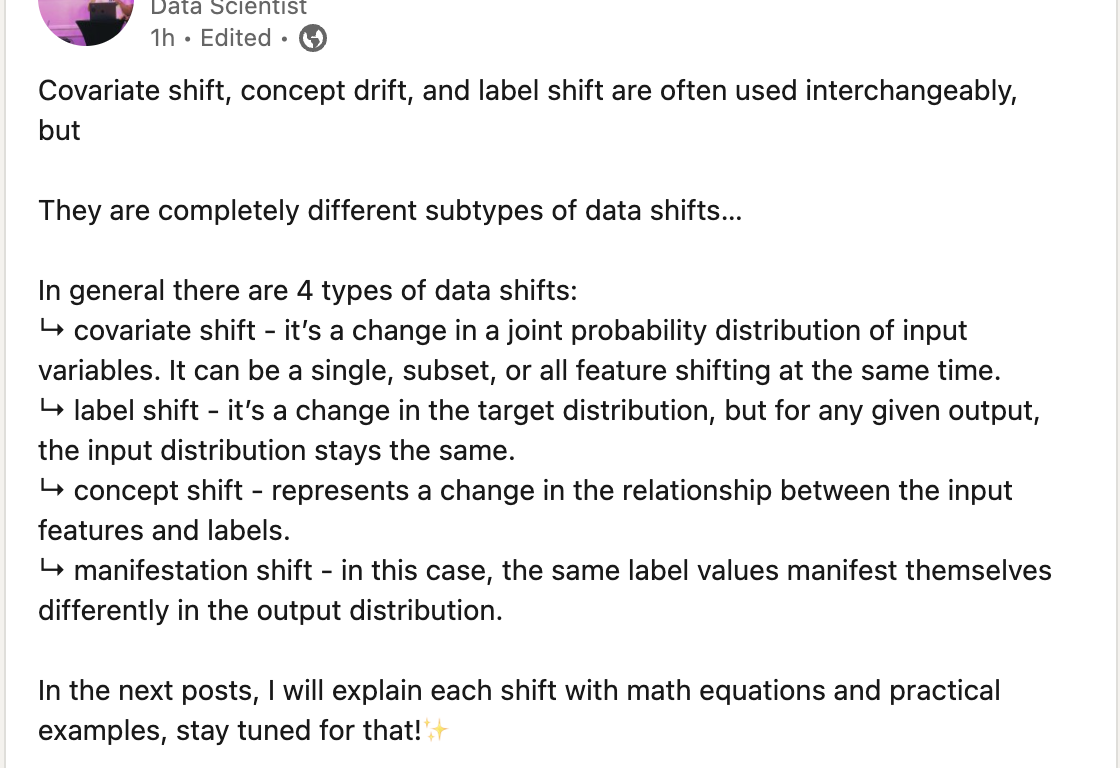 Data Scientist
1h • Edited •
Covariate shift, concept drift, and label shift are often used interchangeably,
but
They are completely different subtypes of data shifts...
In general there are 4 types of data shifts:
↳ covariate shift - it’s a change in a joint probability distribution of input
variables. It can be a single, subset, or all feature shifting at the same time.
↳ label shift - it’s a change in the target distribution, but for any given output,
the input distribution stays the same.
↳ concept shift - represents a change in the relationship between the input
features and labels.
↳ manifestation shift - in this case, the same label values manifest themselves
differently in the output distribution.
In the next posts, I will explain each shift with math equations and practical
examples, stay tuned for that!✨